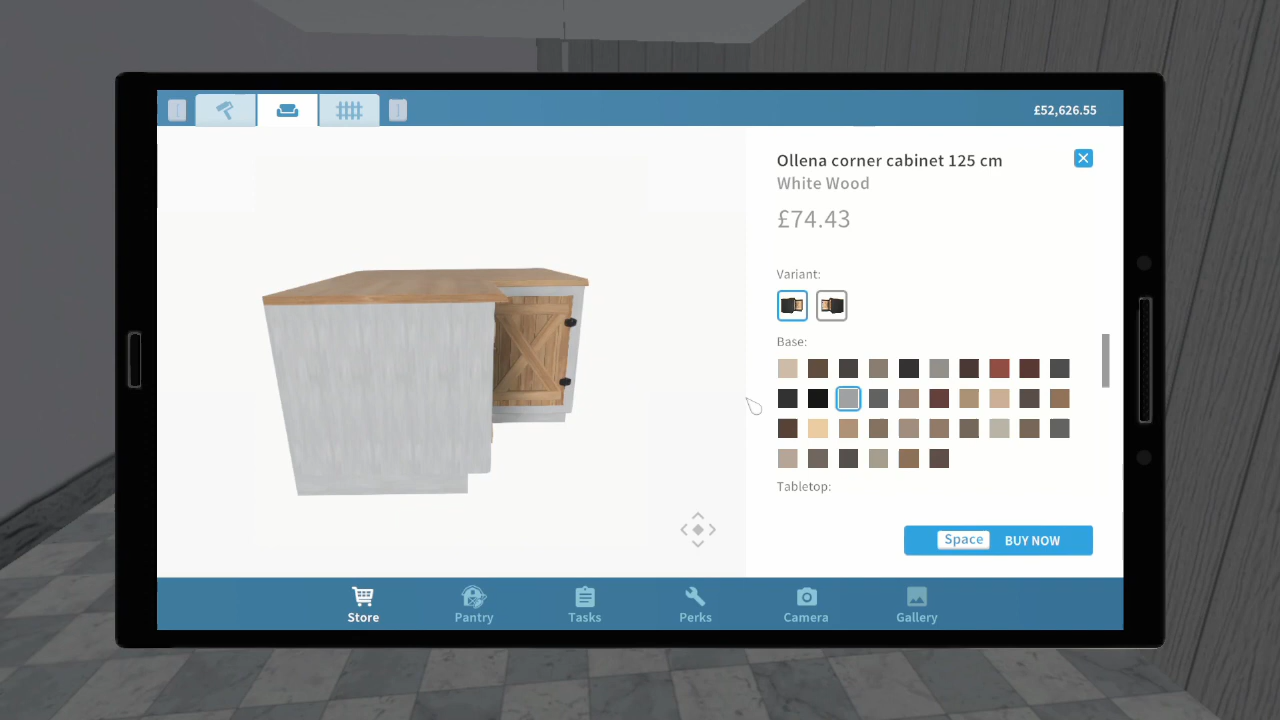 £52,626.55
Ollena corner cabinet 125 cm
White Wood
£74.43
Variant:
Base:
Tabletop:
Space BUY NOW
Store Pantry Tasks Perks Camera Gallery